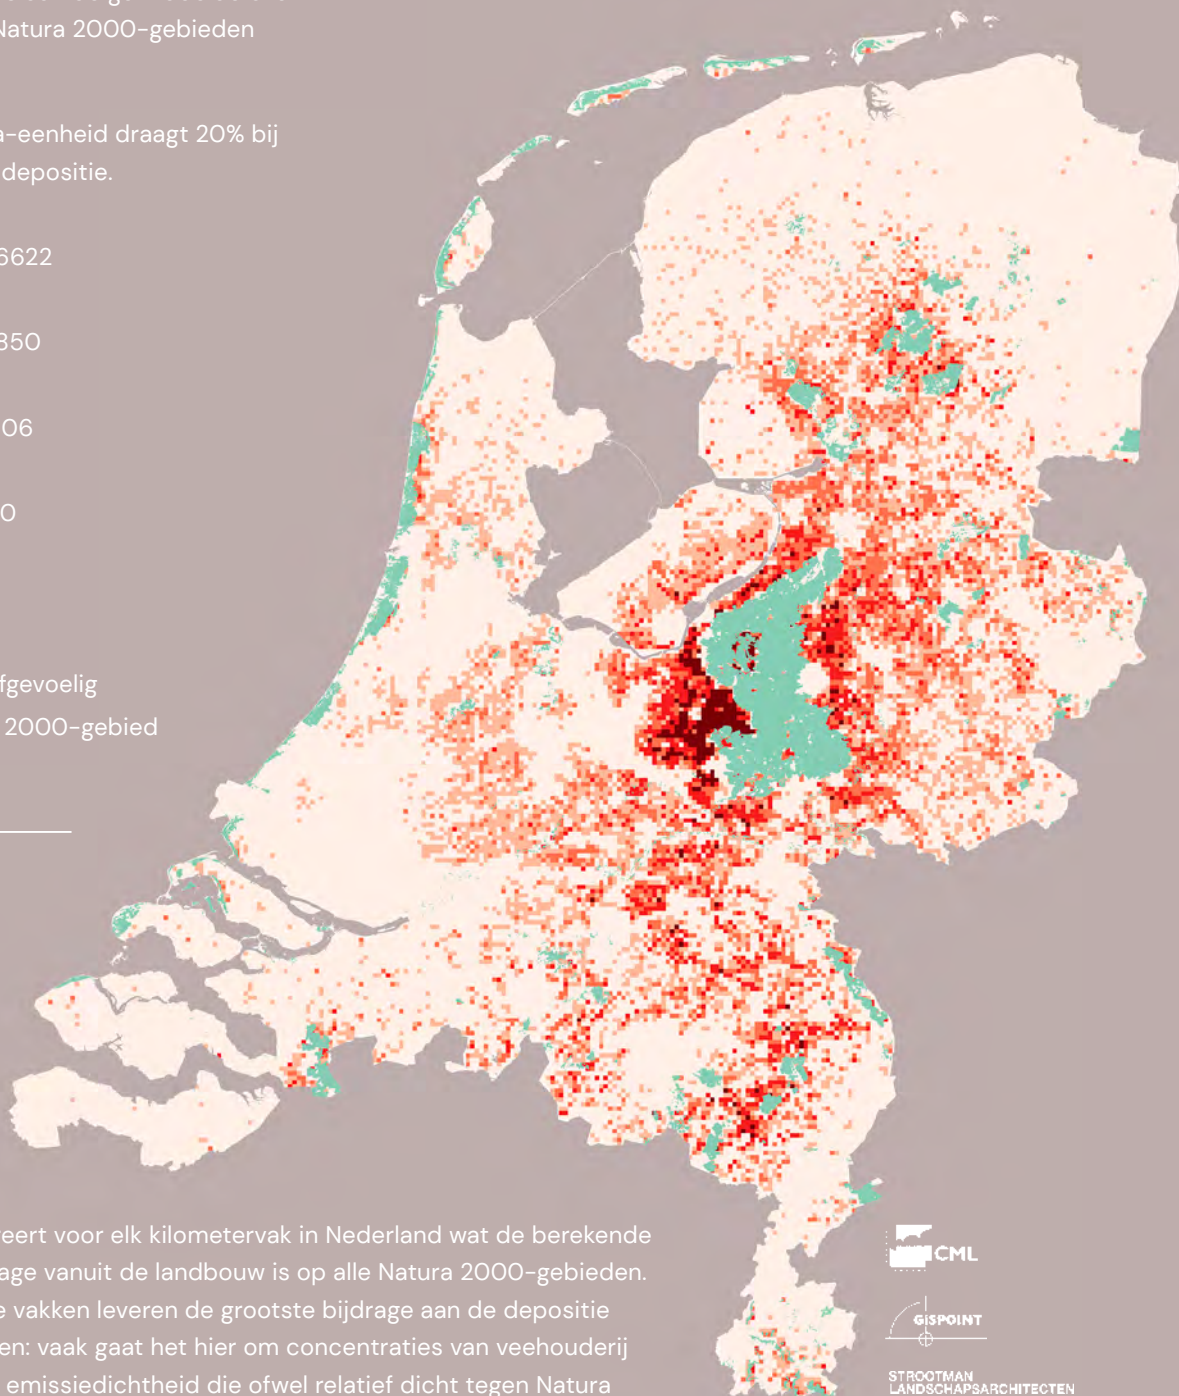 Natura 2000-gebieden
a-eenheid draagt 20% bij
depositie.
6622
350
06
0
fgevoelig
2000-gebied
eert voor elk kilometervak in Nederland wat de berekende
age vanuit de landbouw is op alle Natura 2000-gebieden.
e vakken leveren de grootste bijdrage aan de depositie
en: vaak gaat het hier om concentraties van veehouderij
emissiedichtheid die ofwel relatief dicht tegen Natura
CML
GISPOINT
STROOTMAN
LANDSCHAPSARCHITECTEN